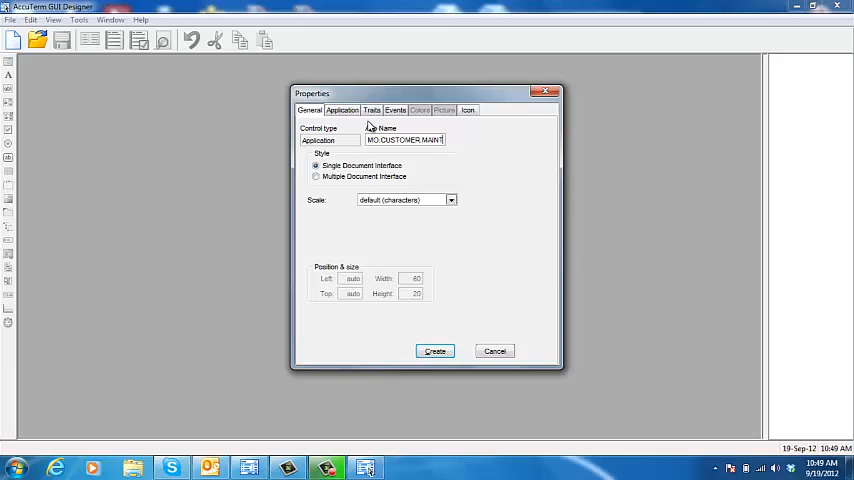 AccuTerm GUI Designer
File Edit View Tools Window Help
Properties
General Application Traits Events Colors Picture Icon
Control type Name
Application MO.CUSTOMER.MAINT
Style
Single Document Interface
Multiple Document Interface
Scale: default (characters)
Position & size
Left: auto Width: 60
Top: auto Height: 20
Create Cancel
19-Sep-12 10:49 AM
10:49 AM
9/19/2012